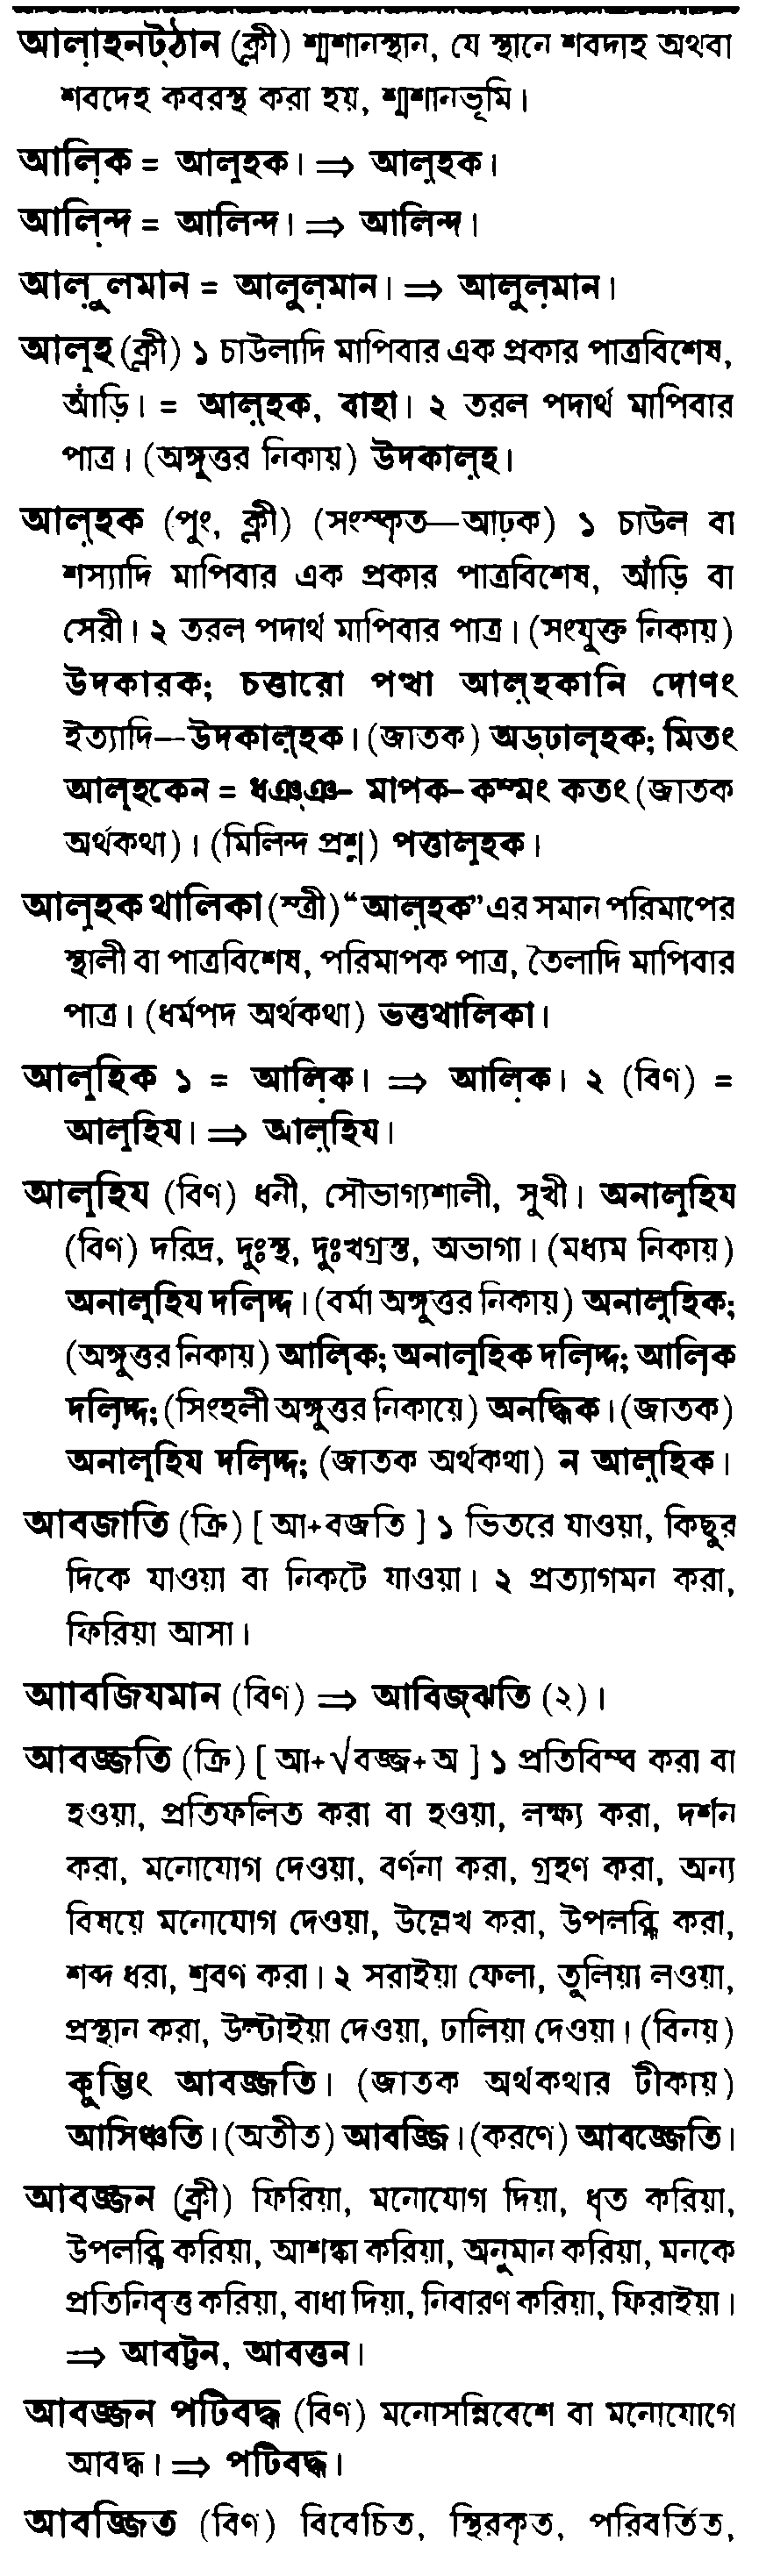 আল়াহনট্ঠান (ক্লী) শ্মশানস্থান, যে স্থানে শবদাহ অথবা
শবদেহ কবরস্থ করা হয়, শ্মশানভূমি।
আল়িক = আল়্হক। ⇒ আল়্হক।
আল়িন্দ = আলিন্দ। ⇒ আলিন্দ।
আল়ুলমান = আলুল়মান। ⇒ আলুল়মান।
আল়্হ (ক্লী) ১ চাউলাদি মাপিবার এক প্রকার পাত্রবিশেষ,
আঁড়ি। = আল়্হক, বাহা। ২ তরল পদার্থ মাপিবার
পাত্র। (অঙ্গুত্তর নিকায়) উদকাল়্হ।
আল়্হক (পুং, ক্লী) (সংস্কৃত—আঢ়ক) ১ চাউল বা
শস্যাদি মাপিবার এক প্রকার পাত্রবিশেষ, আঁড়ি বা
সেরী। ২ তরল পদার্থ মাপিবার পাত্র। (সংযুক্ত নিকায়)
উদকারক; চত্তারো পত্থা আল়্হকানি দোণং
ইত্যাদি—উদকাল়্হক। (জাতক) অড্ঢাল়্হক; মিতং
আল়্হকেন = ধঞ্ঞ- মাপক- কম্মং কতং (জাতক
অর্থকথা)। (মিলিন্দ প্রশ্ন) পত্তাল়্হক।
আল়্হক থালিকা (স্ত্রী) “আল়্হক” এর সমান পরিমাপের
স্থালী বা পাত্রবিশেষ, পরিমাপক পাত্র, তৈলাদি মাপিবার
পাত্র। (ধর্মপদ অর্থকথা) ভত্তথালিকা।
আল়্হিক ১ = আল়িক। ⇒ আল়িক। ২ (বিণ) =
আল়্হিয। ⇒ আল়্হিয।
আল়্হিয (বিণ) ধনী, সৌভাগ্যশালী, সুখী। অনাল়্হিয
(বিণ) দরিদ্র, দুঃস্থ, দুঃখগ্রস্ত, অভাগা। (মধ্যম নিকায়)
অনাল়্হিয দল়িদ্দ। (বর্মা অঙ্গুত্তর নিকায়) অনাল়্হিক;
(অঙ্গুত্তর নিকায়) আল়িক; অনাল়্হিক দল়িদ্দ; আল়িক
দল়িদ্দ; (সিংহলী অঙ্গুত্তর নিকায়ে) অনদ্ধিক। (জাতক)
অনাল়্হিয দল়িদ্দ; (জাতক অর্থকথা) ন আল়্হিক।
আবজাতি (ক্রি) [ আ+বজতি ] ১ ভিতরে যাওয়া, কিছুর
দিকে যাওয়া বা নিকটে যাওয়া। ২ প্রত্যাগমন করা,
ফিরিয়া আসা।
আাবজিযমান (বিণ) ⇒ আবিজ্ঝতি (২)।
আবজ্জতি (ক্রি) [ আ+√বজ্জ+অ ] ১ প্রতিবিম্ব করা বা
হওয়া, প্রতিফলিত করা বা হওয়া, লক্ষ্য করা, দর্শন
করা, মনোযোগ দেওয়া, বর্ণনা করা, গ্রহণ করা, অন্য
বিষয়ে মনোযোগ দেওয়া, উল্লেখ করা, উপলব্ধি করা,
শব্দ ধরা, শ্রবণ করা। ২ সরাইয়া ফেলা, তুলিয়া লওয়া,
প্রস্থান করা, উল্টাইয়া দেওয়া, ঢালিয়া দেওয়া। (বিনয়)
কুম্ভিং আবজ্জতি। (জাতক অর্থকথার টীকায়)
আসিঞ্চতি। (অতীত) আবজ্জি। (করণে) আবজ্জেতি।
আবজ্জন (ক্লী) ফিরিয়া, মনোযোগ দিয়া, ধৃত করিয়া,
উপলব্ধি করিয়া, আশঙ্কা করিয়া, অনুমান করিয়া, মনকে
প্রতিনিবৃত্ত করিয়া, বাধা দিয়া, নিবারণ করিয়া, ফিরাইয়া।
⇒ আবট্টন, আবত্তন।
আবজ্জন পটিবদ্ধ (বিণ) মনোসন্নিবেশে বা মনোযোগে
আবদ্ধ। ⇒ পটিবদ্ধ।
আবজ্জিত (বিণ) বিবেচিত, স্থিরকৃত, পরিবর্তিত,